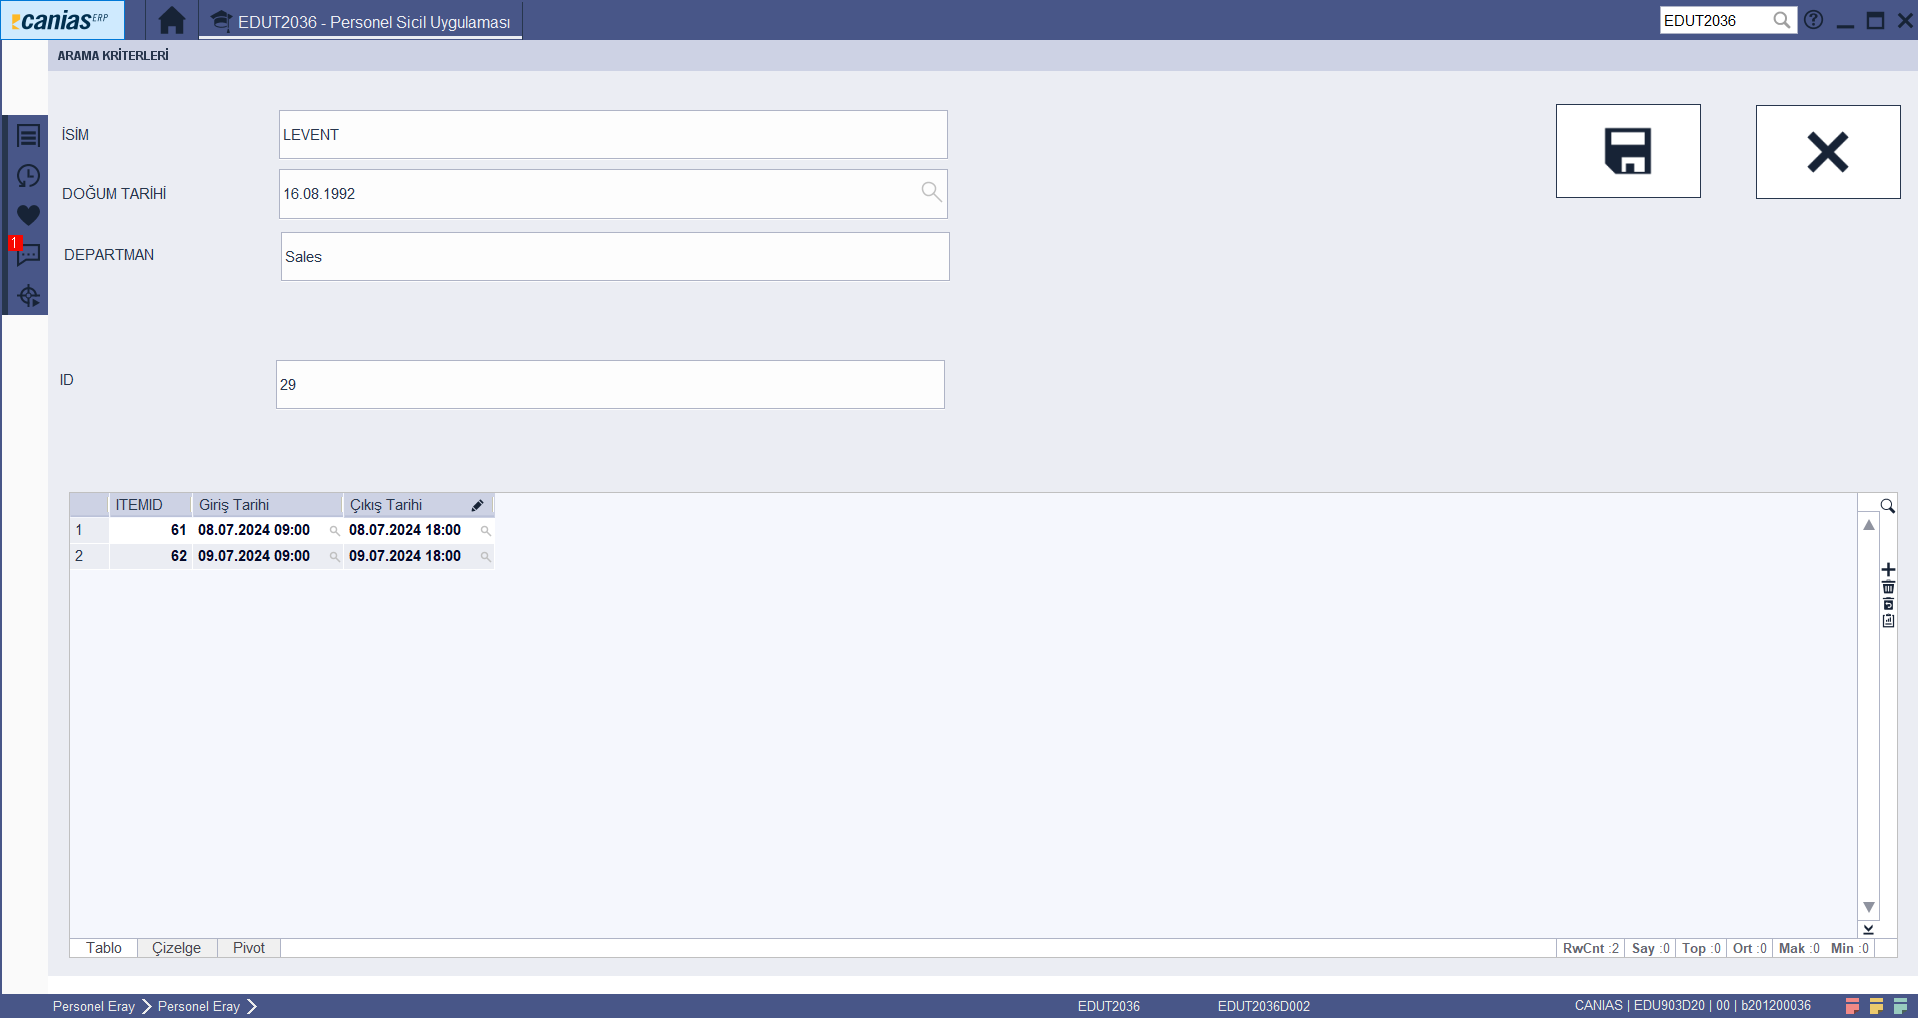 canias ERP
EDUT2036 - Personel Sicil Uygulaması
EDUT2036
ARAMA KRİTERLERİ
İSİM
LEVENT
DOĞUM TARİHİ
16.08.1992
DEPARTMAN
Sales
1
ID
29
ITEMID Giriş Tarihi Çıkış Tarihi
1 61 08.07.2024 09:00 08.07.2024 18:00
2 62 09.07.2024 09:00 09.07.2024 18:00
Tablo Çizelge Pivot
RwCnt :2 Say :0 Top :0 Ort :0 Mak :0 Min :0
Personel Eray Personel Eray EDUT2036 EDUT2036D002 CANIAS | EDU903D20 | 00 | b201200036